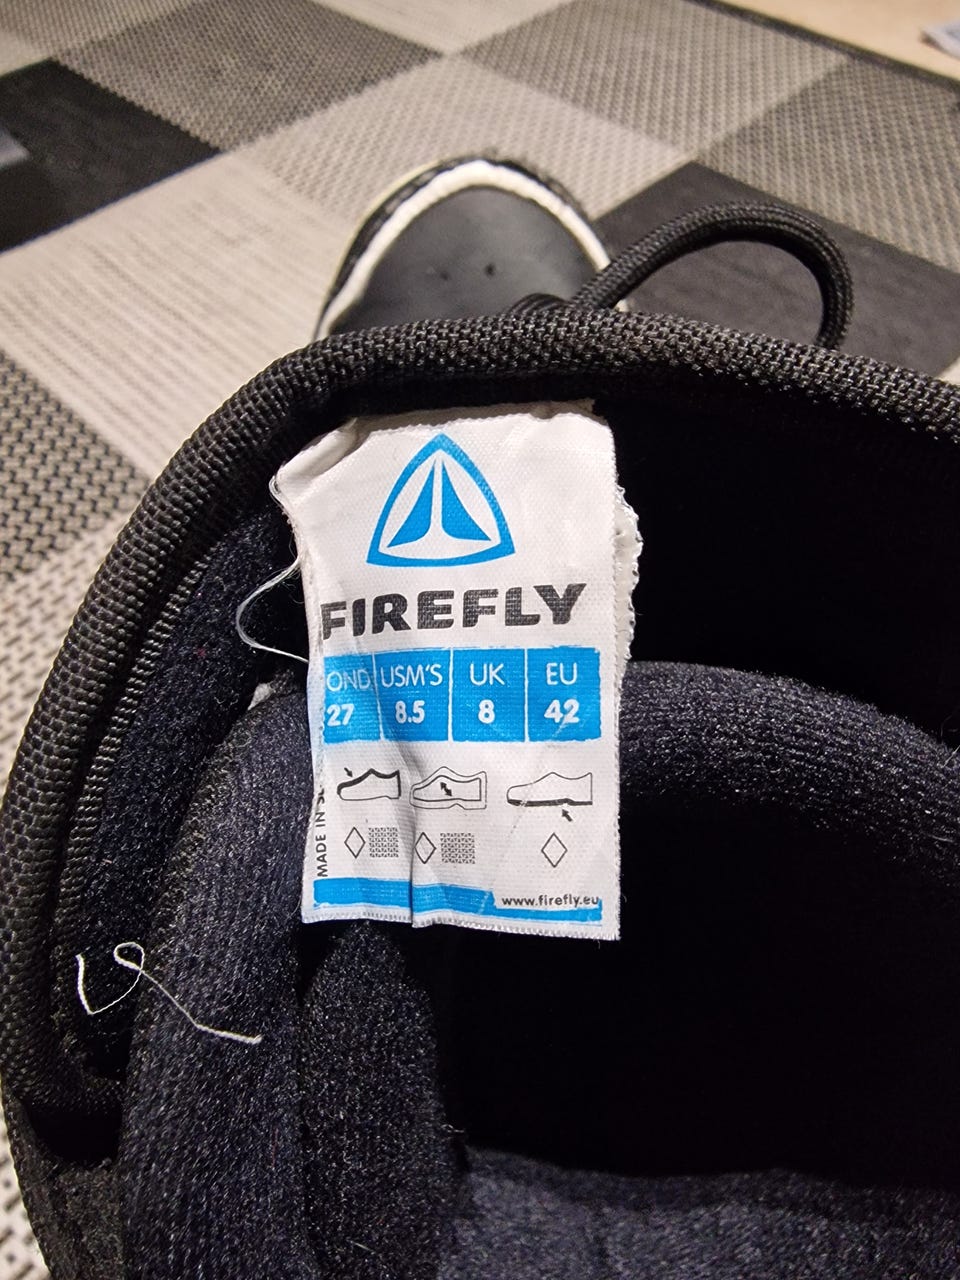 FIREFLY
OND USM'S UK EU
27 8.5 8 42
MADE IN
www.firefly.eu